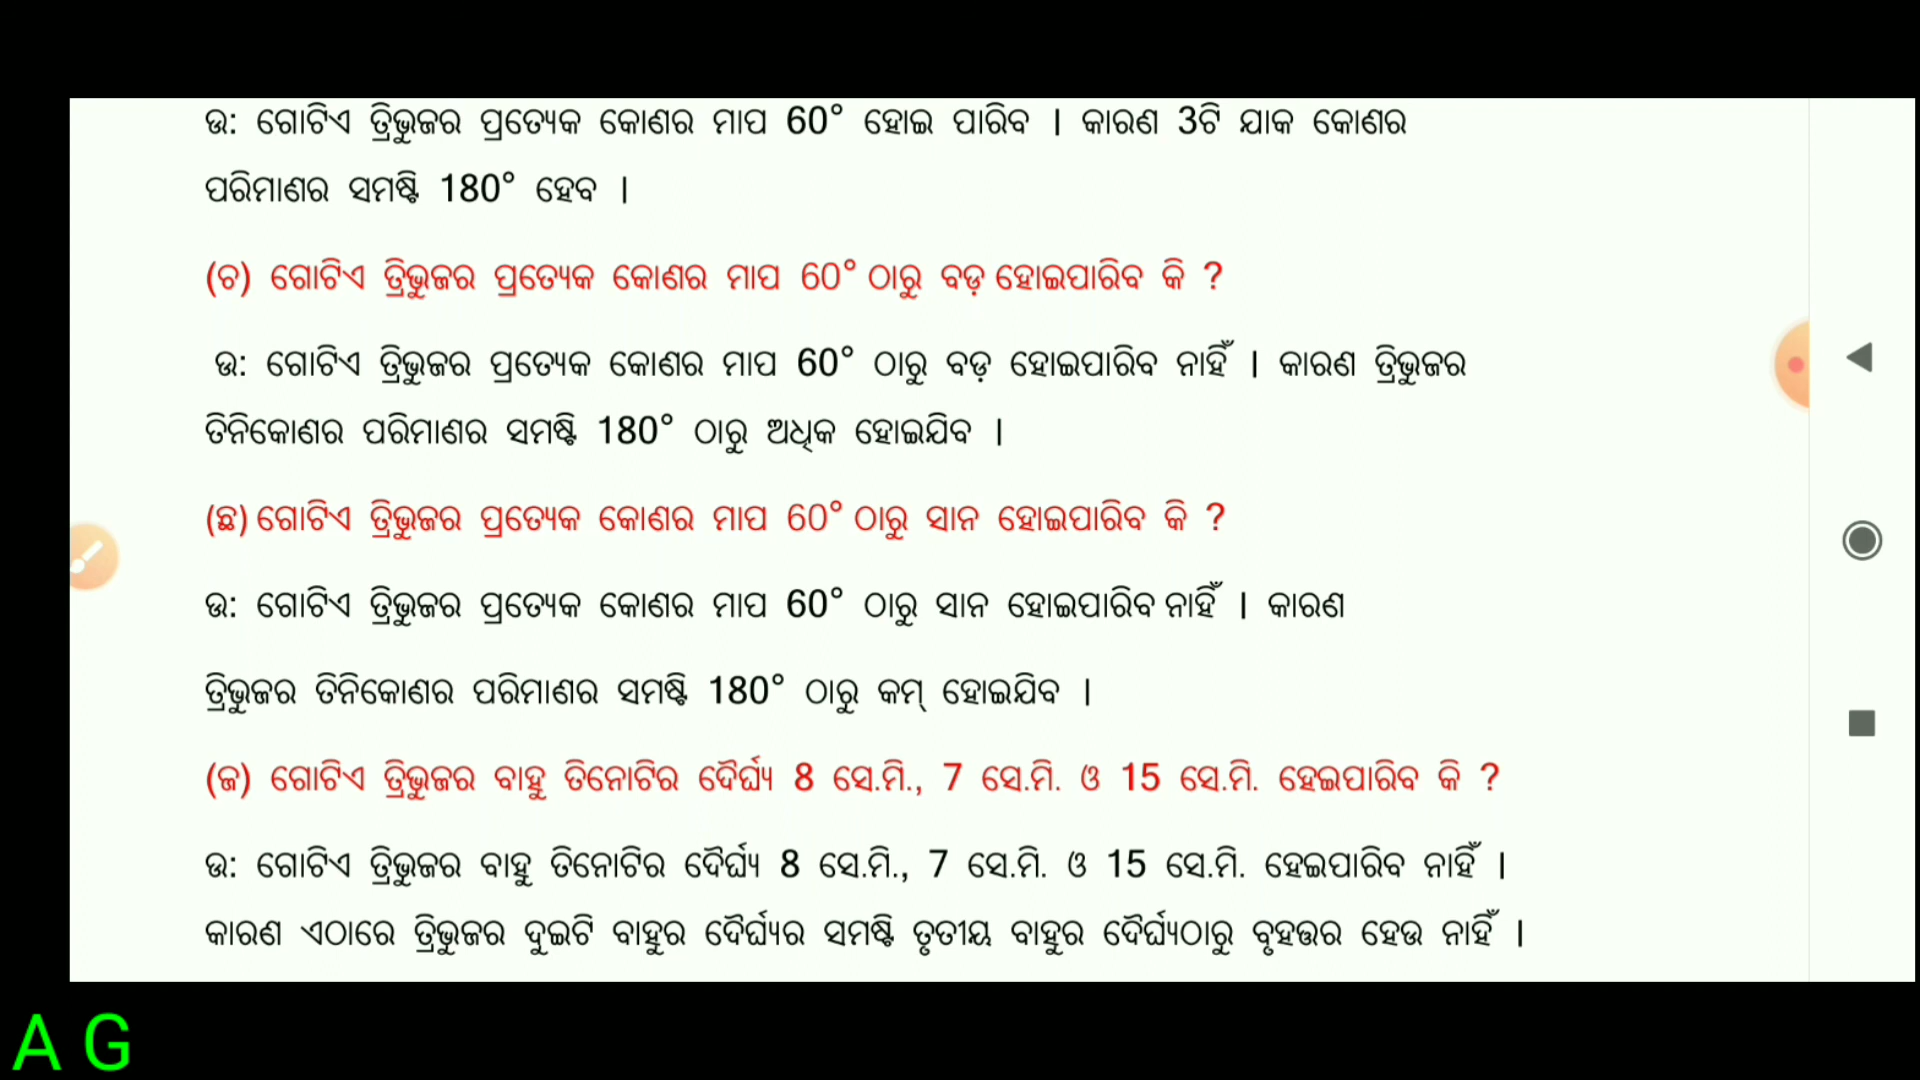 ଉ: ଗୋଟିଏ ତ୍ରିଭୁଜର ପ୍ରତ୍ୟେକ କୋଣର ମାପ 60° ହୋଇ ପାରିବ । କାରଣ 3ଟି ଯାକ କୋଣର
ପରିମାଣର ସମଷ୍ଟି 180° ହେବ ।
(ଚ) ଗୋଟିଏ ତ୍ରିଭୁଜର ପ୍ରତ୍ୟେକ କୋଣର ମାପ 60° ଠାରୁ ବଡ଼ ହୋଇପାରିବ କି ?
ଉ: ଗୋଟିଏ ତ୍ରିଭୁଜର ପ୍ରତ୍ୟେକ କୋଣର ମାପ 60° ଠାରୁ ବଡ଼ ହୋଇପାରିବ ନାହିଁ । କାରଣ ତ୍ରିଭୁଜର
ତିନିକୋଣର ପରିମାଣର ସମଷ୍ଟି 180° ଠାରୁ ଅଧିକ ହୋଇଯିବ ।
(ଛ) ଗୋଟିଏ ତ୍ରିଭୁଜର ପ୍ରତ୍ୟେକ କୋଣର ମାପ 60° ଠାରୁ ସାନ ହୋଇପାରିବ କି ?
ଉ: ଗୋଟିଏ ତ୍ରିଭୁଜର ପ୍ରତ୍ୟେକ କୋଣର ମାପ 60° ଠାରୁ ସାନ ହୋଇପାରିବ ନାହିଁ । କାରଣ
ତ୍ରିଭୁଜର ତିନିକୋଣର ପରିମାଣର ସମଷ୍ଟି 180° ଠାରୁ କମ୍ ହୋଇଯିବ ।
(ଜ) ଗୋଟିଏ ତ୍ରିଭୁଜର ବାହୁ ତିନୋଟିର ଦୈର୍ଘ୍ୟ 8 ସେ.ମି., 7 ସେ.ମି. ଓ 15 ସେ.ମି. ହେଇପାରିବ କି ?
ଉ: ଗୋଟିଏ ତ୍ରିଭୁଜର ବାହୁ ତିନୋଟିର ଦୈର୍ଘ୍ୟ 8 ସେ.ମି., 7 ସେ.ମି. ଓ 15 ସେ.ମି. ହେଇପାରିବ ନାହିଁ ।
କାରଣ ଏଠାରେ ତ୍ରିଭୁଜର ଦୁଇଟି ବାହୁର ଦୈର୍ଘ୍ୟର ସମଷ୍ଟି ତୃତୀୟ ବାହୁର ଦୈର୍ଘ୍ୟଠାରୁ ବୃହତ୍ତର ହେଉ ନାହିଁ ।
A G